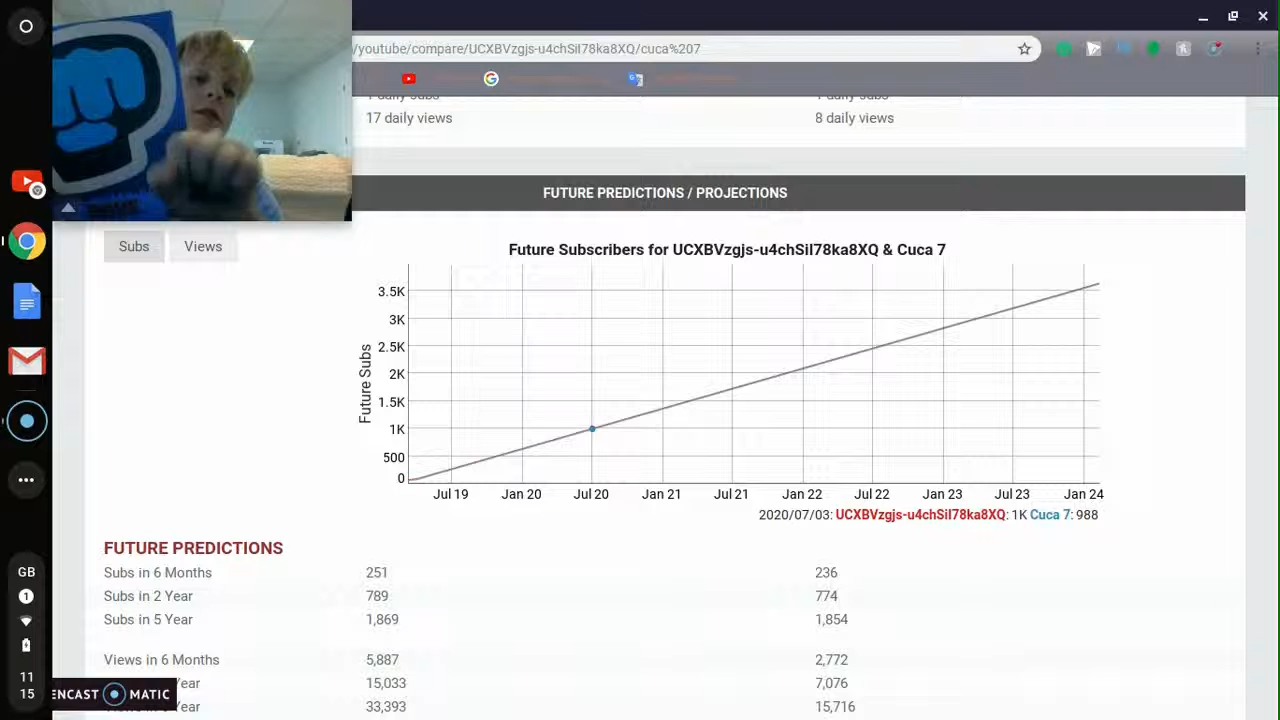 /youtube/compare/UCXBVzgjs-u4chSiI78ka8XQ/cuca%207
17 daily views
8 daily views
FUTURE PREDICTIONS / PROJECTIONS
Subs
Views
Future Subscribers for UCXBVzgjs-u4chSiI78ka8XQ & Cuca 7
Future Subs
3.5K
3K
2.5K
2K
1.5K
1K
500
0
Jul 19
Jan 20
Jul 20
Jan 21
Jul 21
Jan 22
Jul 22
Jan 23
Jul 23
Jan 24
2020/07/03: UCXBVzgjs-u4chSiI78ka8XQ: 1K Cuca 7: 988
FUTURE PREDICTIONS
Subs in 6 Months 251 236
Subs in 2 Year 789 774
Subs in 5 Year 1,869 1,854
Views in 6 Months 5,887 2,772
Year 15,033 7,076
Year 33,393 15,716
GB
1
11
15
ENCAST MATIC